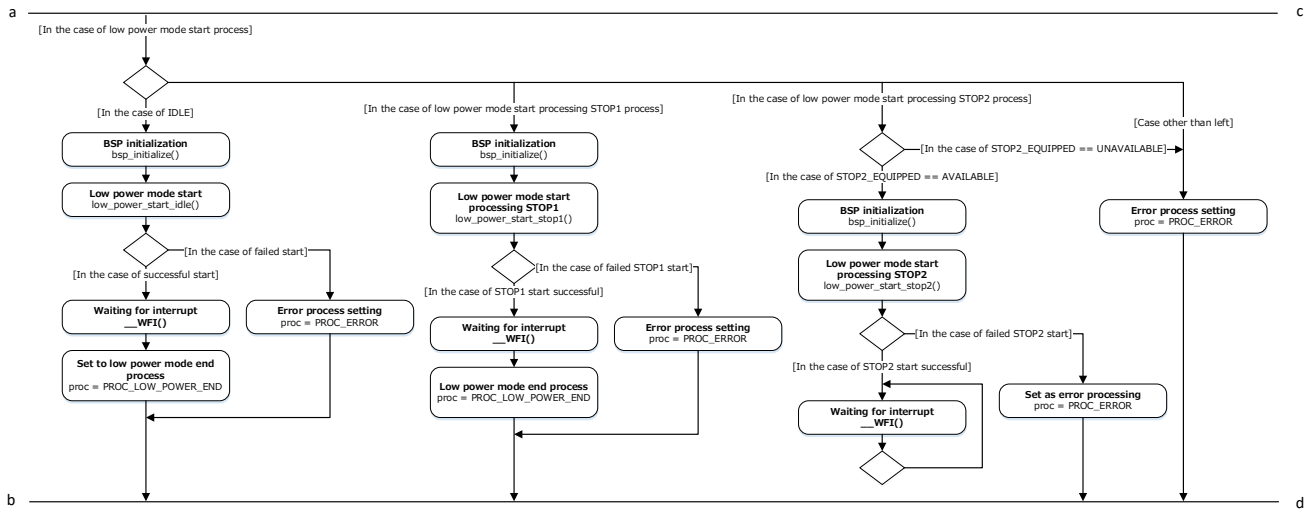 a
c
[In the case of low power mode start process]
[In the case of IDLE]
BSP initialization
bsp_initialize()
Low power mode start
low_power_start_idle()
[In the case of failed start]
[In the case of successful start]
Waiting for interrupt
__WFI()
Error process setting
proc = PROC_ERROR
Set to low power mode end
process
proc = PROC_LOW_POWER_END
[In the case of low power mode start processing STOP1 process]
BSP initialization
bsp_initialize()
Low power mode start
processing STOP1
low_power_start_stop1()
[In the case of failed STOP1 start]
[In the case of STOP1 start successful]
Waiting for interrupt
__WFI()
Error process setting
proc = PROC_ERROR
Low power mode end process
proc = PROC_LOW_POWER_END
[In the case of low power mode start processing STOP2 process]
[In the case of STOP2_EQUIPPED == UNAVAILABLE]
[In the case of STOP2_EQUIPPED == AVAILABLE]
BSP initialization
bsp_initialize()
Low power mode start
processing STOP2
low_power_start_stop2()
[In the case of failed STOP2 start]
[In the case of STOP2 start successful]
Waiting for interrupt
__WFI()
Set as error processing
proc = PROC_ERROR
[Case other than left]
Error process setting
proc = PROC_ERROR
b
d